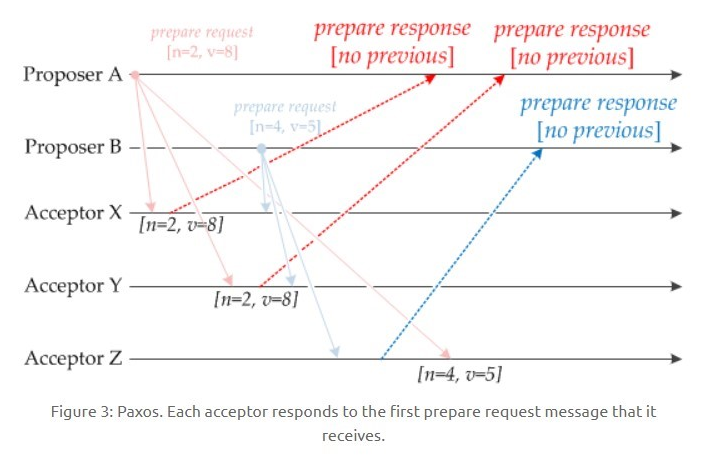 prepare request
[n=2, v=8]
prepare response
[no previous]
prepare response
[no previous]
Proposer A
prepare request
[n=4, v=5]
prepare response
[no previous]
Proposer B
Acceptor X
[n=2, v=8]
Acceptor Y
[n=2, v=8]
Acceptor Z
[n=4, v=5]
Figure 3: Paxos. Each acceptor responds to the first prepare request message that it
receives.